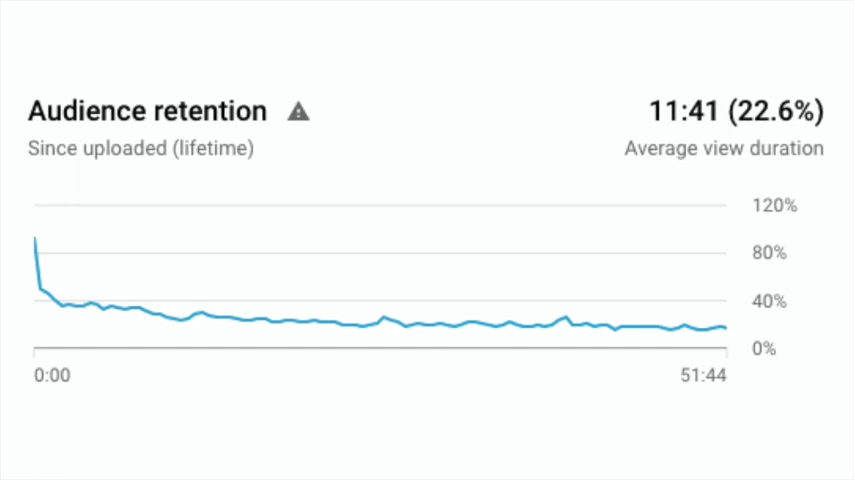 Audience retention
11:41 (22.6%)
Since uploaded (lifetime)
Average view duration
120%
80%
40%
0%
0:00
51:44